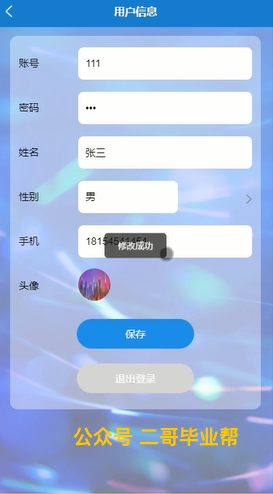 用户信息
账号 111
密码 •••
姓名 张三
性别 男
手机
修改成功
头像
保存
退出登录
公众号 二哥毕业帮